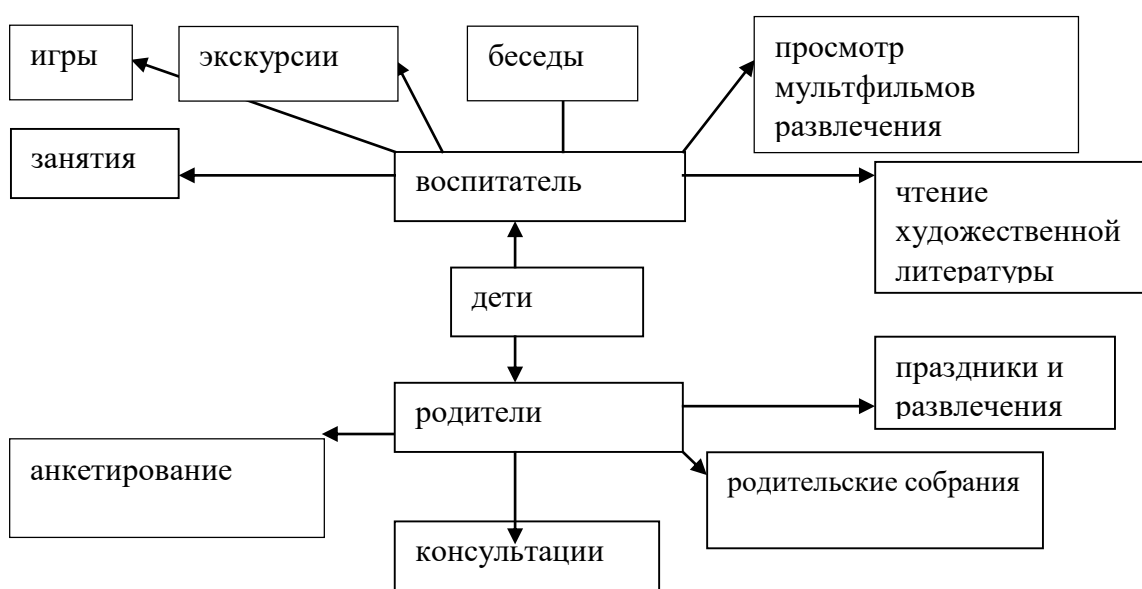 игры
экскурсии
беседы
просмотр
мультфильмов
развлечения
занятия
воспитатель
чтение
художественной
литературы
дети
праздники и
развлечения
родители
анкетирование
родительские собрания
консультации